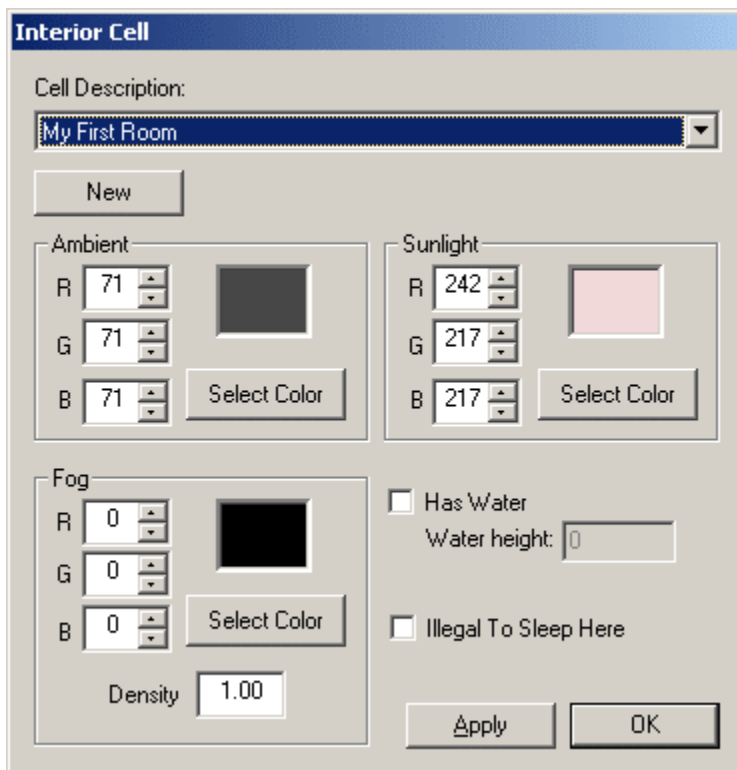 Interior Cell
Cell Description:
My First Room
New
Ambient
R 71
G 71
B 71
Select Color
Sunlight
R 242
G 217
B 217
Select Color
Fog
R 0
G 0
B 0
Select Color
Density 1.00
Has Water
Water height: 0
Illegal To Sleep Here
Apply
OK